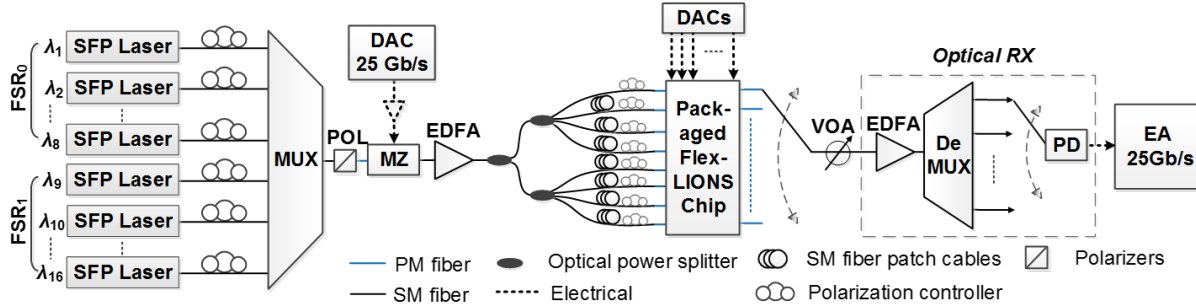 FSR0
λ1 SFP Laser
λ2 SFP Laser
λ8 SFP Laser
FSR1
λ9 SFP Laser
λ10 SFP Laser
λ16 SFP Laser
MUX
POL
DAC
25 Gb/s
MZ
EDFA
DACs
Pack-
aged
Flex-
LIONS
Chip
VOA
Optical RX
EDFA
De
MUX
PD
EA
25Gb/s
PM fiber
Optical power splitter
SM fiber patch cables
Polarizers
SM fiber
Electrical
Polarization controller